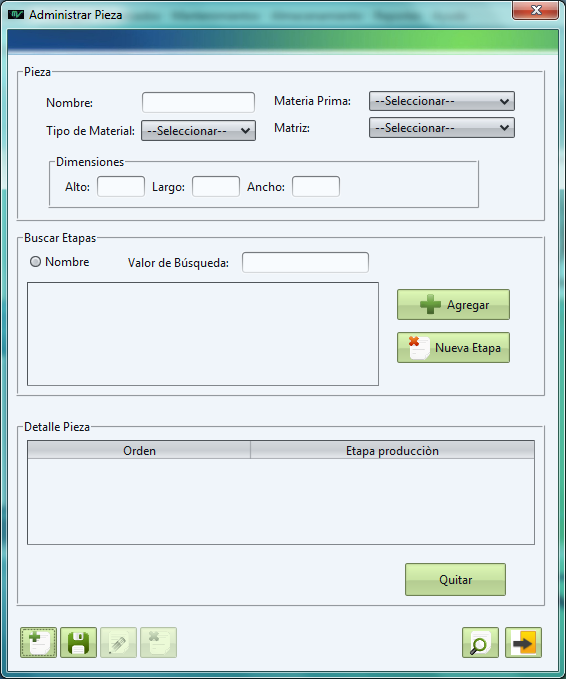 Administrar Pieza
Pieza
Nombre:
Materia Prima: --Seleccionar--
Tipo de Material: --Seleccionar--
Matriz: --Seleccionar--
Dimensiones
Alto: Largo: Ancho:
Buscar Etapas
Nombre Valor de Búsqueda:
Agregar
Nueva Etapa
Detalle Pieza
Orden Etapa producciòn
Quitar